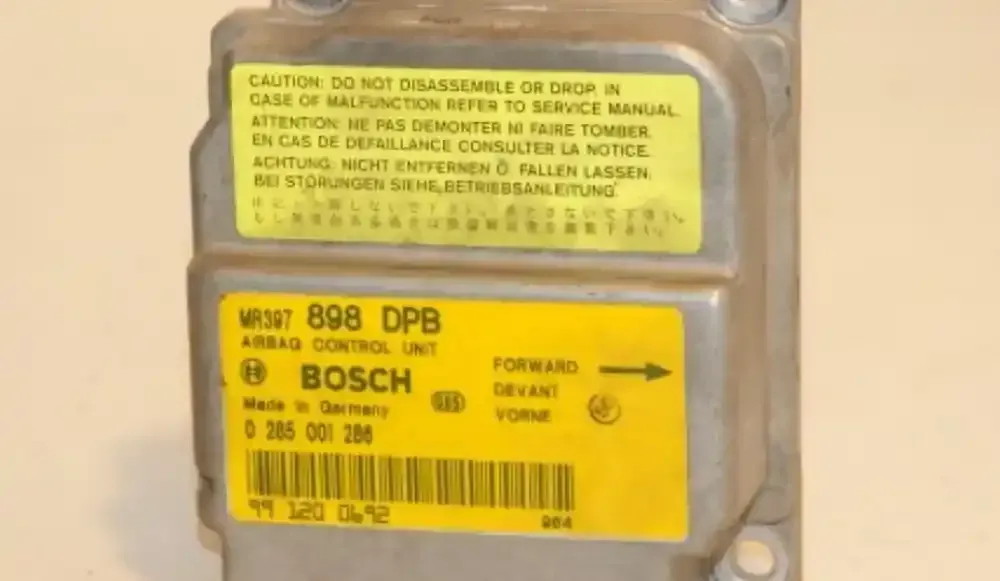 CAUTION: DO NOT DISASSEMBLE OR DROP. IN
CASE OF MALFUNCTION REFER TO SERVICE MANUAL.
ATTENTION: NE PAS DEMONTER NI FAIRE TOMBER.
EN CAS DE DEFAILLANCE CONSULTER LA NOTICE.
ACHTUNG: NICHT ENTFERNEN O. FALLEN LASSEN.
BEI STÖRUNGEN SIEHE BETRIEBSANLEITUNG.
MR397 898 DPB
AIRBAG CONTROL UNIT
BOSCH
Made in Germany
0 285 001 286
FORWARD
DEVANT
VORNE
99 120 0692
964